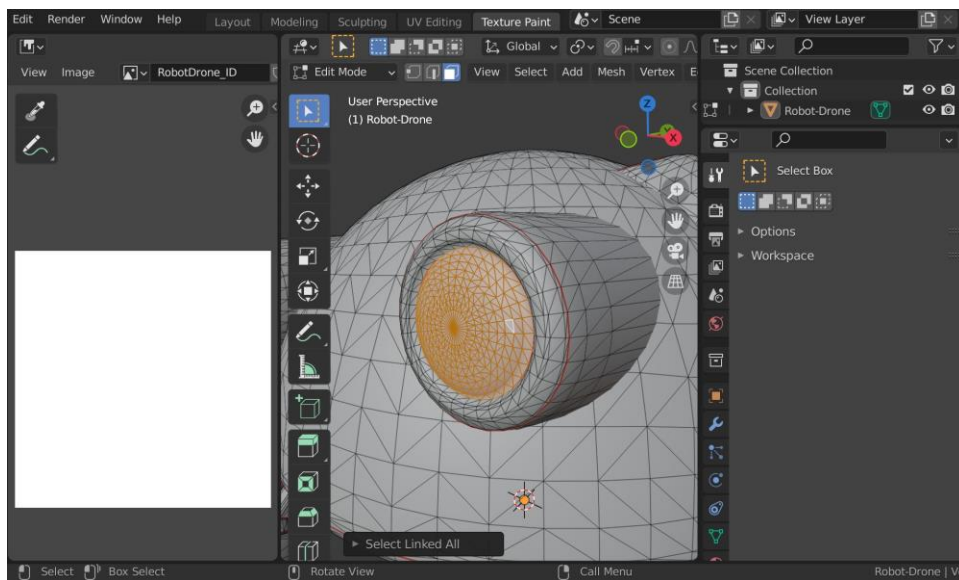 Edit Render Window Help Layout Modeling Sculpting UV Editing Texture Paint Scene View Layer
View Image RobotDrone_ID
Global
Edit Mode View Select Add Mesh Vertex E
User Perspective
(1) Robot-Drone
Z
X
Scene Collection
Collection
Robot-Drone
Select Box
Options
Workspace
Select Linked All
Select Box Select Rotate View Call Menu Robot-Drone | V